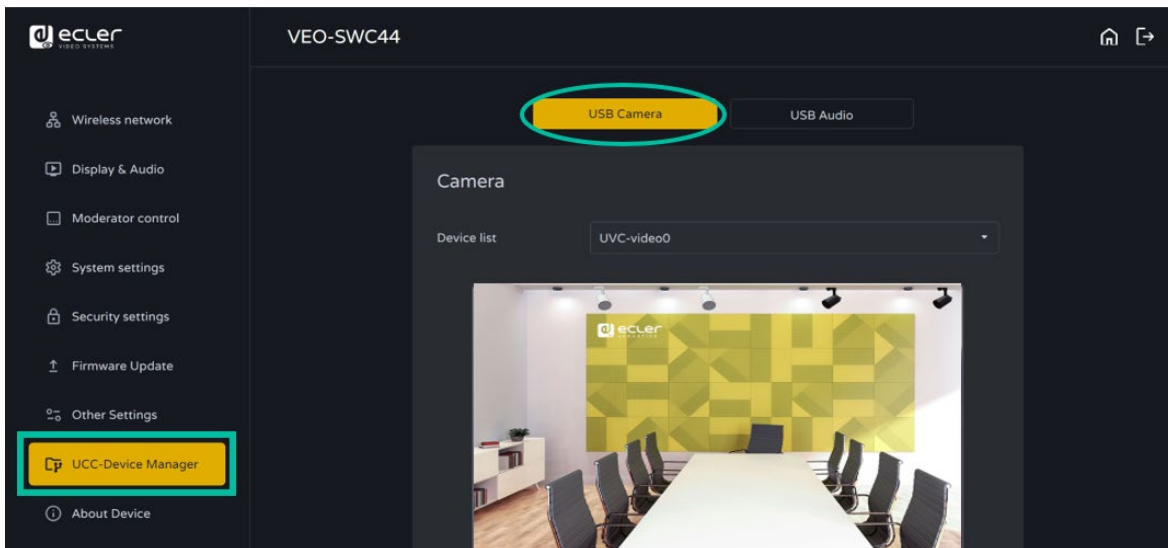 ecler
VIDEO SYSTEMS
VEO-SWC44
Wireless network
Display & Audio
Moderator control
System settings
Security settings
Firmware Update
Other Settings
UCC-Device Manager
About Device
USB Camera
USB Audio
Camera
Device list
UVC-video0
ecler